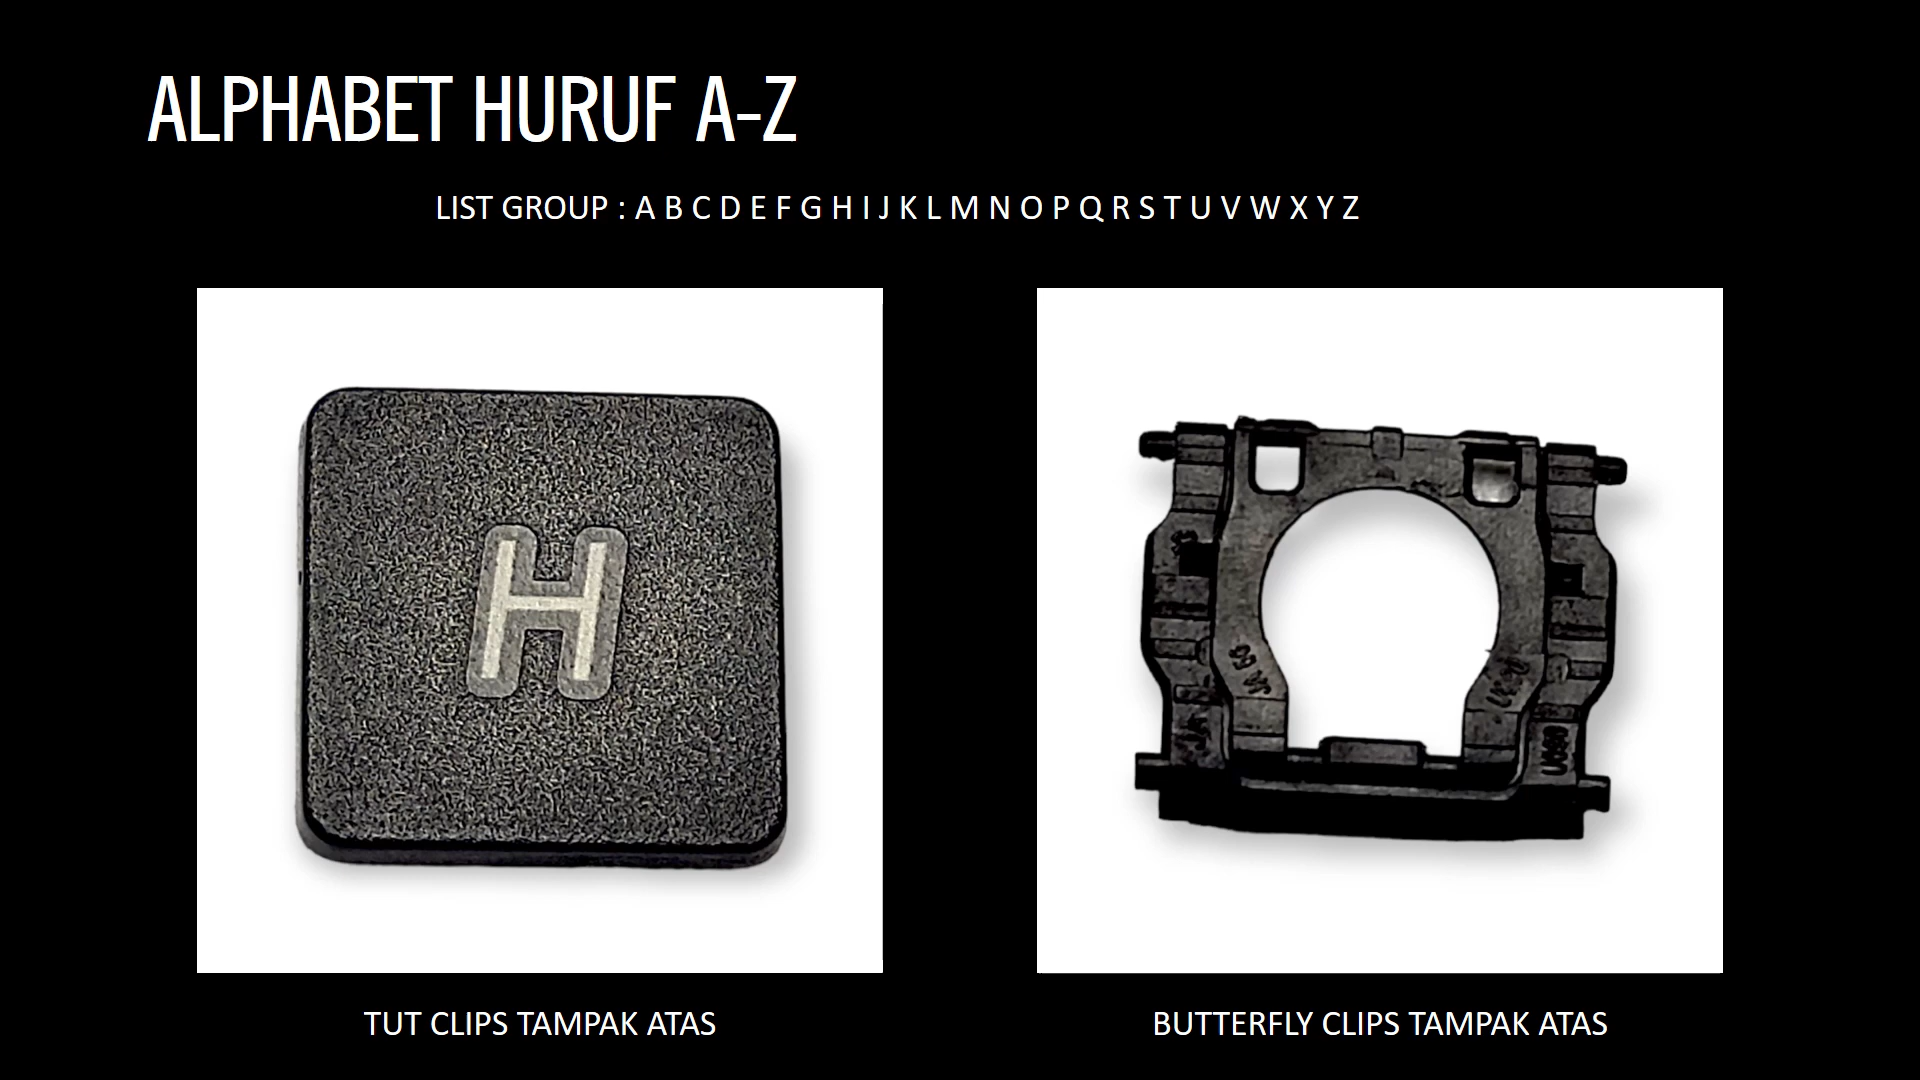 ALPHABET HURUF A-Z
LIST GROUP : A B C D E F G H I J K L M N O P Q R S T U V W X Y Z
H
TUT CLIPS TAMPAK ATAS
BUTTERFLY CLIPS TAMPAK ATAS